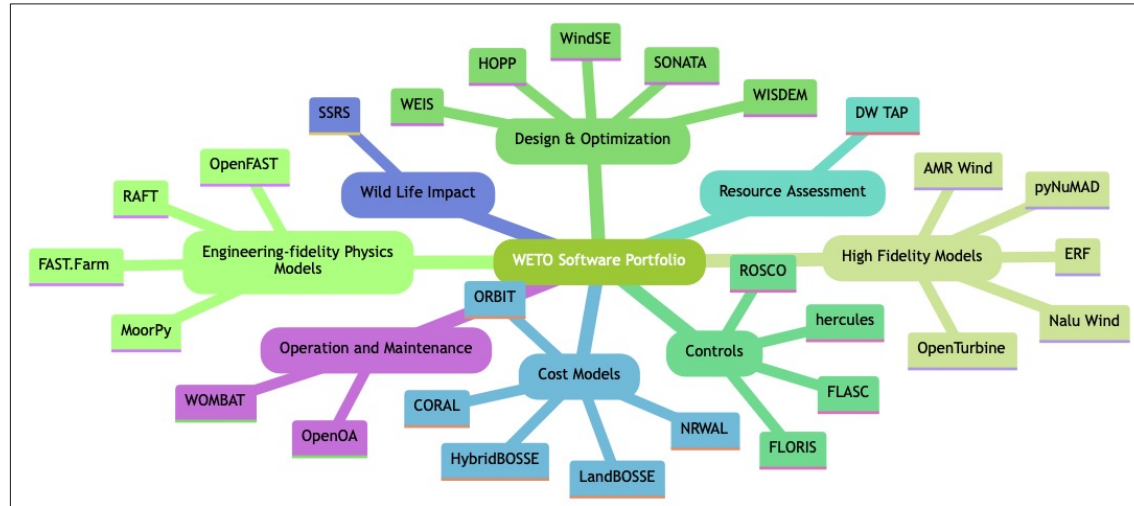 WindSE
HOPP
SONATA
WEIS
WISDEM
SSRS
Design & Optimization
DW TAP
OpenFAST
Wild Life Impact
Resource Assessment
AMR Wind
pyNuMAD
RAFT
Engineering-fidelity Physics
Models
WETO Software Portfolio
High Fidelity Models
ERF
FAST.Farm
ROSCO
ORBIT
MoorPy
hercules
Nalu Wind
Operation and Maintenance
Controls
OpenTurbine
Cost Models
WOMBAT
CORAL
FLASC
OpenOA
NRWAL
HybridBOSSE
FLORIS
LandBOSSE